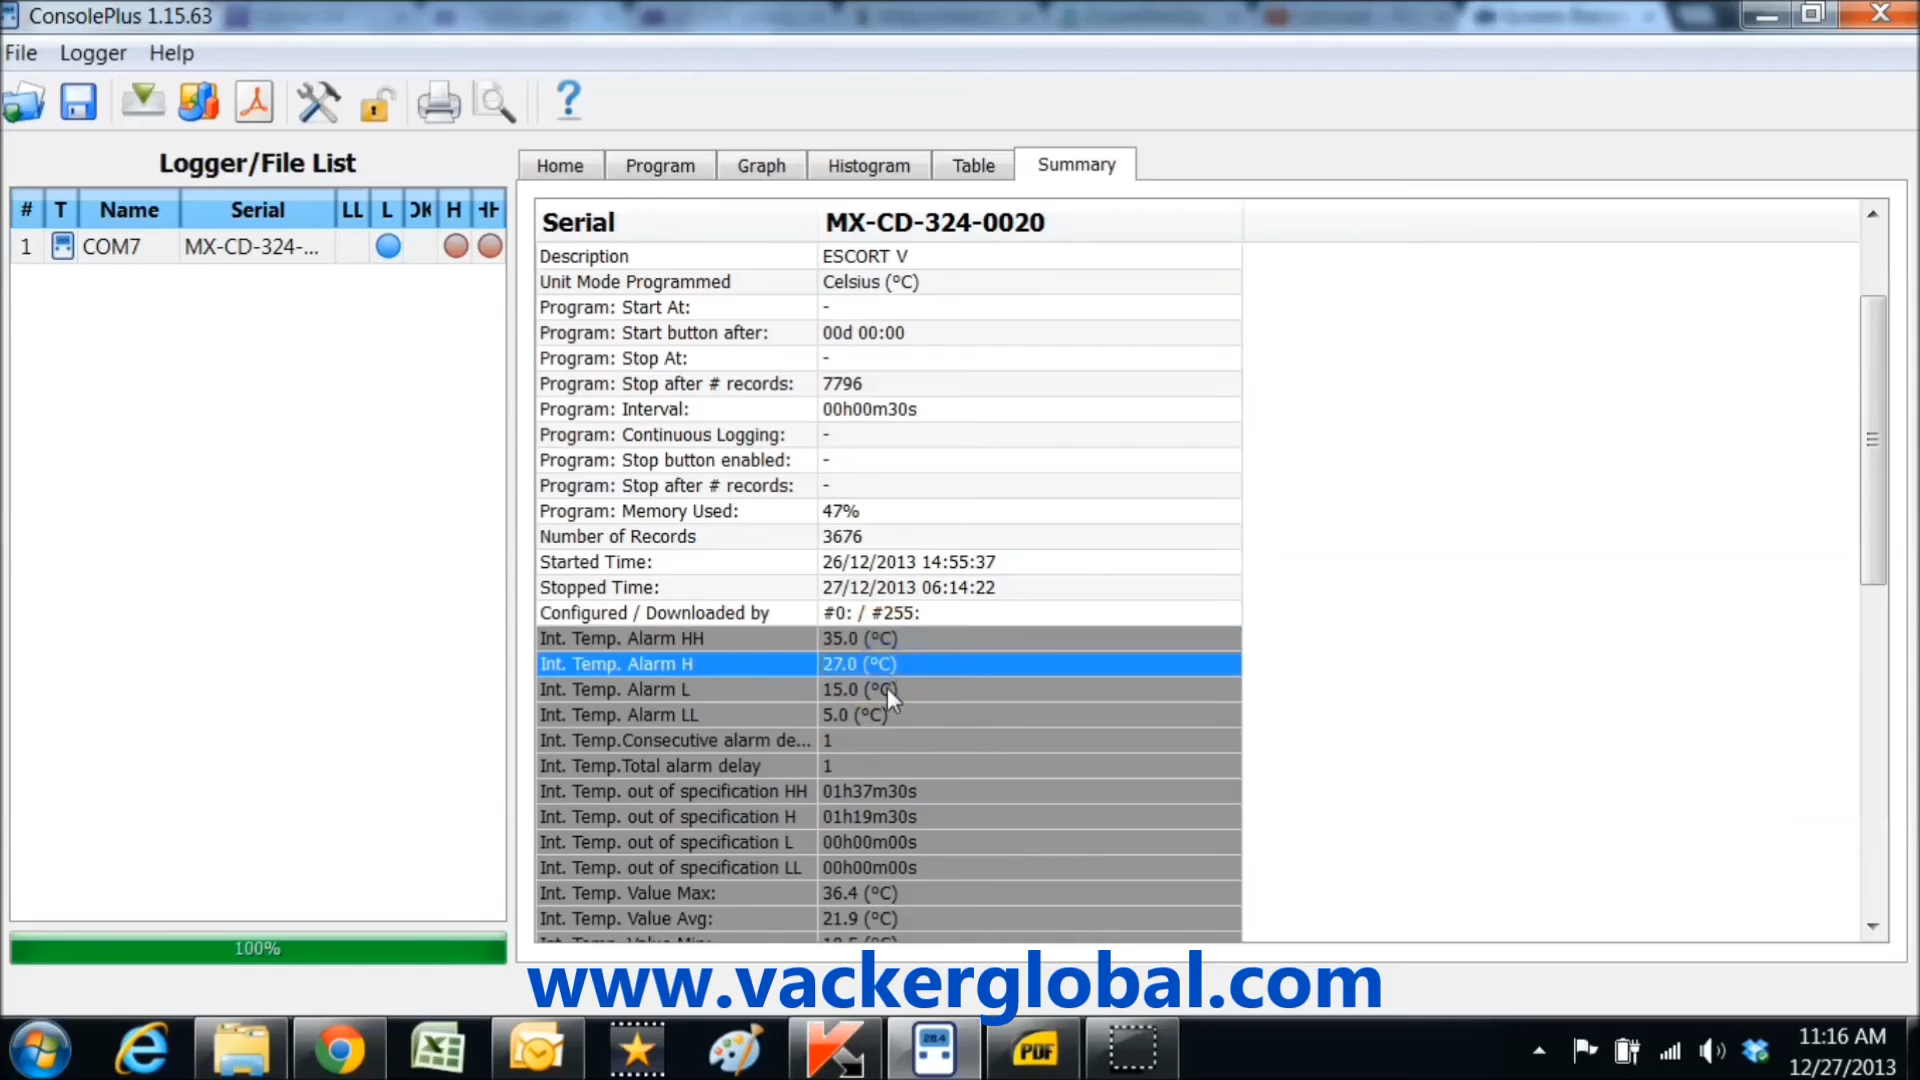 ConsolePlus 1.15.63
File Logger Help
Logger/File List
# T Name Serial LL L OK H HH
1 COM7 MX-CD-324-...
100%
Home Program Graph Histogram Table Summary
Serial MX-CD-324-0020
Description ESCORT V
Unit Mode Programmed Celsius (°C)
Program: Start At: -
Program: Start button after: 00d 00:00
Program: Stop At: -
Program: Stop after # records: 7796
Program: Interval: 00h00m30s
Program: Continuous Logging: -
Program: Stop button enabled: -
Program: Stop after # records: -
Program: Memory Used: 47%
Number of Records 3676
Started Time: 26/12/2013 14:55:37
Stopped Time: 27/12/2013 06:14:22
Configured / Downloaded by #0: / #255:
Int. Temp. Alarm HH 35.0 (°C)
Int. Temp. Alarm H 27.0 (°C)
Int. Temp. Alarm L 15.0 (°C)
Int. Temp. Alarm LL 5.0 (°C)
Int. Temp.Consecutive alarm de... 1
Int. Temp.Total alarm delay 1
Int. Temp. out of specification HH 01h37m30s
Int. Temp. out of specification H 01h19m30s
Int. Temp. out of specification L 00h00m00s
Int. Temp. out of specification LL 00h00m00s
Int. Temp. Value Max: 36.4 (°C)
Int. Temp. Value Avg: 21.9 (°C)
www.vackerglobal.com
28.4
PDF
11:16 AM
12/27/2013